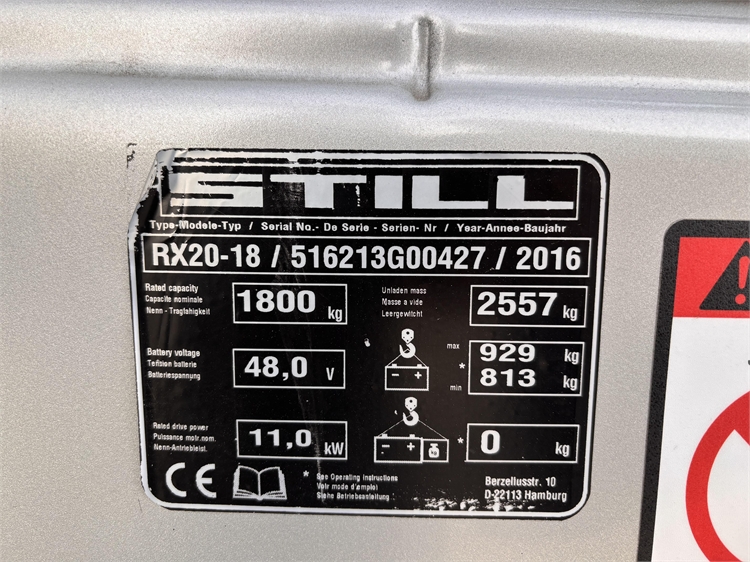 STILL
Type-Modele-Typ / Serial No.- De Serie - Serien- Nr / Year-Annee-Baujahr
RX20-18 / 516213G00427 / 2016
Rated capacity
Capacite nominale
Nenn - Tragfahigkeit
1800 kg
Unladen mass
Masse a vide
Leergewitcht
2557 kg
Battery voltage
Tension batterie
Batteriespannung
48,0 V
- +
max
* 
min
929 kg
813 kg
Rated drive power
Puissance motr.nom.
Nenn-Antriebleist.
11,0 kW
- +
* 0 kg
CE
* See Operating Instructions
Voir mode d'emploi
Siehe Betriebsanleitung
Berzeliusstr. 10
D-22113 Hamburg